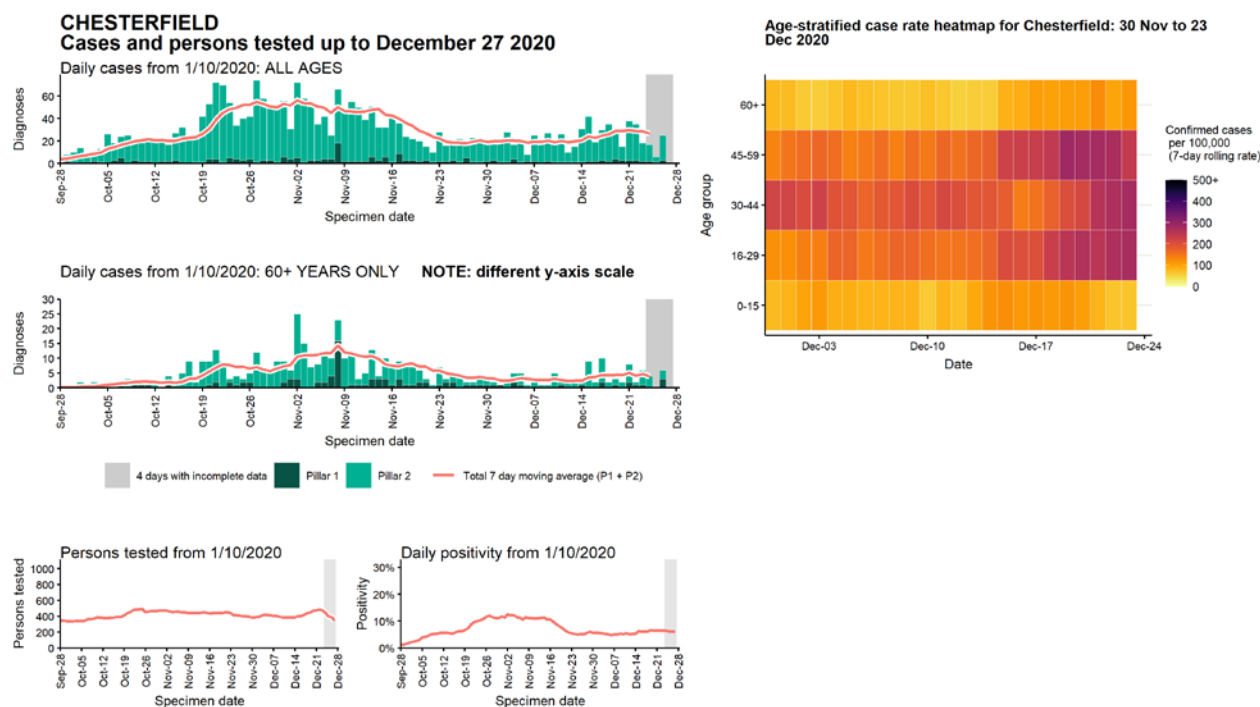 CHESTERFIELD
Cases and persons tested up to December 27 2020
Daily cases from 1/10/2020: ALL AGES
Diagnoses
60
40
20
0
Sep-28
Oct-05
Oct-12
Oct-19
Oct-26
Nov-02
Nov-09
Nov-16
Nov-23
Nov-30
Dec-07
Dec-14
Dec-21
Dec-28
Specimen date
Daily cases from 1/10/2020: 60+ YEARS ONLY NOTE: different y-axis scale
Diagnoses
30
25
20
15
10
5
0
Sep-28
Oct-05
Oct-12
Oct-19
Oct-26
Nov-02
Nov-09
Nov-16
Nov-23
Nov-30
Dec-07
Dec-14
Dec-21
Dec-28
Specimen date
4 days with incomplete data Pillar 1 Pillar 2 Total 7 day moving average (P1 + P2)
Persons tested from 1/10/2020
Persons tested
1000
800
600
400
200
0
Sep-28
Oct-05
Oct-12
Oct-19
Oct-26
Nov-02
Nov-09
Nov-16
Nov-23
Nov-30
Dec-07
Dec-14
Dec-21
Dec-28
Specimen date
Daily positivity from 1/10/2020
Positivity
30%
20%
10%
0%
Sep-28
Oct-05
Oct-12
Oct-19
Oct-26
Nov-02
Nov-09
Nov-16
Nov-23
Nov-30
Dec-07
Dec-14
Dec-21
Dec-28
Specimen date
Age-stratified case rate heatmap for Chesterfield: 30 Nov to 23
Dec 2020
Age group
60+
45-59
30-44
16-29
0-15
Dec-03
Dec-10
Dec-17
Dec-24
Date
Confirmed cases
per 100,000
(7-day rolling rate)
500+
400
300
200
100
0